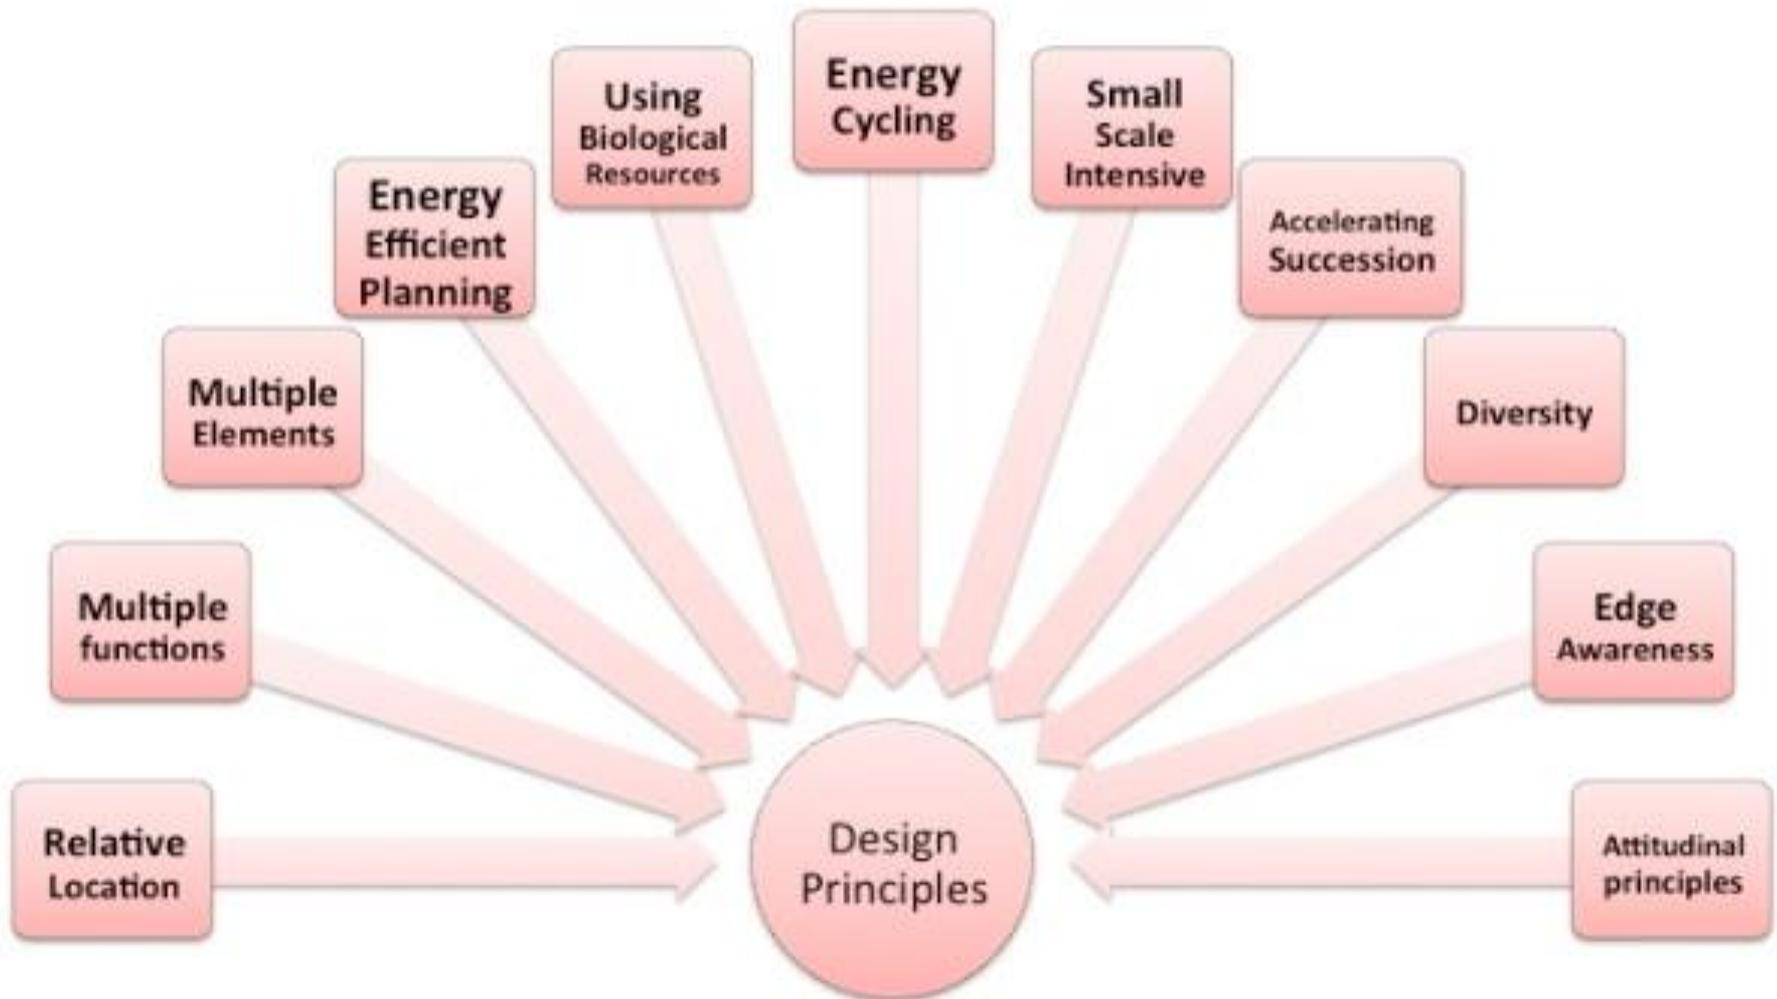 Energy
Cycling
Using
Biological
Resources
Small
Scale
Intensive
Energy
Efficient
Planning
Accelerating
Succession
Multiple
Elements
Diversity
Multiple
functions
Edge
Awareness
Relative
Location
Design
Principles
Attitudinal
principles